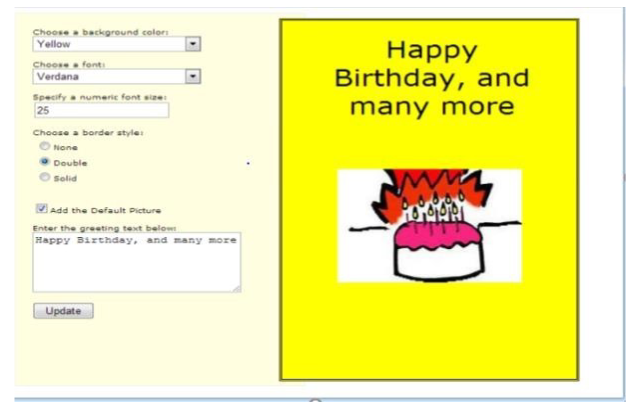 Choose a background color:
Yellow
Choose a font:
Verdana
Specify a numeric font size:
25
Choose a border style:
None
Double
Solid
Add the Default Picture
Enter the greeting text below:
Happy Birthday, and many more
Update
Happy
Birthday, and
many more